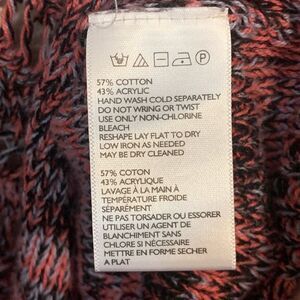 57% COTTON
43% ACRYLIC
HAND WASH COLD SEPARATELY
DO NOT WRING OR TWIST
USE ONLY NON-CHLORINE
BLEACH
RESHAPE LAY FLAT TO DRY
LOW IRON AS NEEDED
MAY BE DRY CLEANED
57% COTON
43% ACRYLIQUE
LAVAGE À LA MAIN À
TEMPÉRATURE FROIDE
SÉPARÉMENT
NE PAS TORSADER OU ESSORER
UTILISER UN AGENT DE
BLANCHIMENT SANS
CHLORE SI NÉCESSAIRE
METTRE EN FORME SECHER
A PLAT